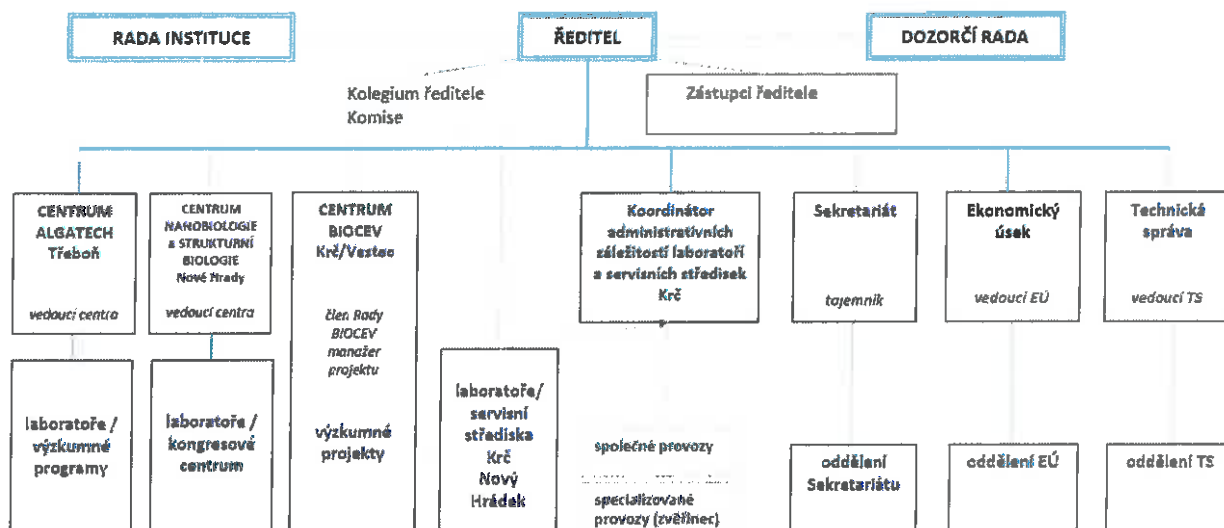 RADA INSTITUCE
ŘEDITEL
DOZORČÍ RADA
Kolegium ředitele
Komise
Zástupci ředitele
CENTRUM
ALGATECH
Třeboň
vedoucí centra
CENTRUM
NANOBIOLOGIE
a STRUKTURNÍ
BIOLOGIE
Nové Hrady
vedoucí centra
CENTRUM
BIOCEV
Krč/Vestec
člen Rady
BIOCEV
manažer
projektu
výzkumné
projekty
Koordinátor
administrativních
záležitostí laboratoří
a servisních středisek
Krč
Sekretariát
tajemník
Ekonomický
úsek
vedoucí EÚ
Technická
správa
vedoucí TS
laboratoře /
výzkumné
programy
laboratoře /
kongresové
centrum
laboratoře/
servisní
střediska
Krč
Nový
Hrádek
společné provozy
specializované
provozy (zvěřinec)
oddělení
Sekretariátu
oddělení EÚ
oddělení TS